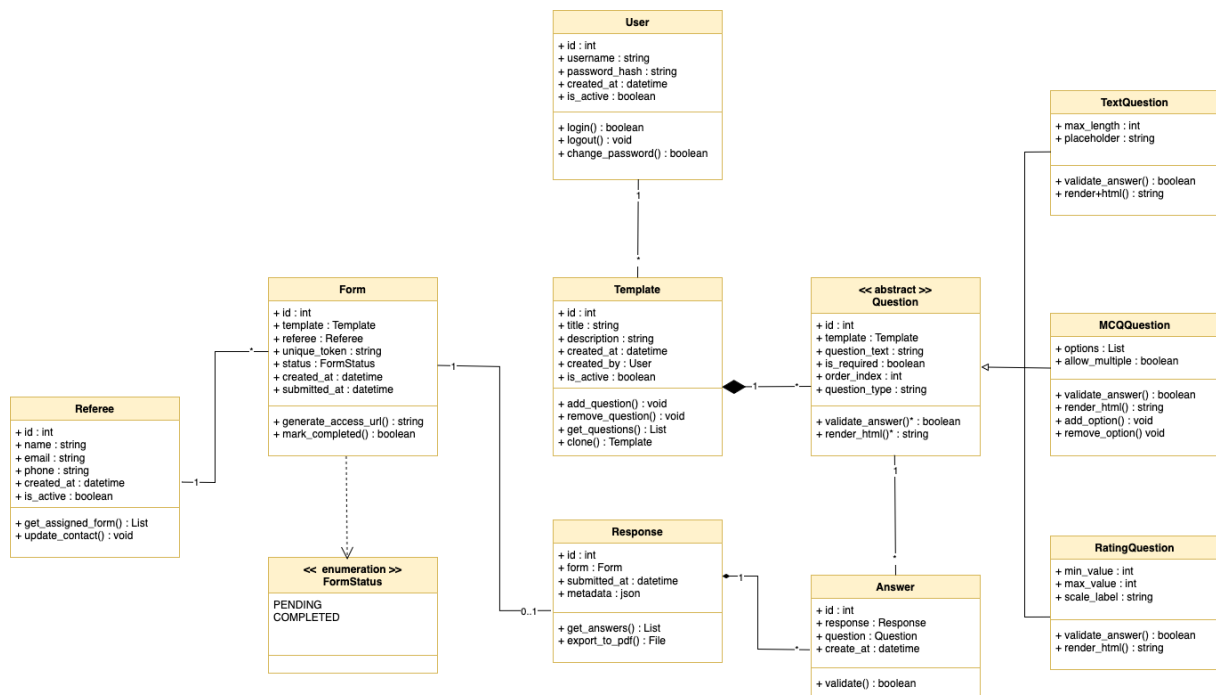 User
+ id : int
+ username : string
+ password_hash : string
+ created_at : datetime
+ is_active : boolean
+ login() : boolean
+ logout() : void
+ change_password() : boolean
1
*
TextQuestion
+ max_length : int
+ placeholder : string
+ validate_answer() : boolean
+ render+html() : string
Form
+ id : int
+ template : Template
+ referee : Referee
+ unique_token : string
+ status : FormStatus
+ created_at : datetime
+ submitted_at : datetime
+ generate_access_url() : string
+ mark_completed() : boolean
Template
+ id : int
+ title : string
+ description : string
+ created_at : datetime
+ created_by : User
+ is_active : boolean
+ add_question() : void
+ remove_question() : void
+ get_questions() : List
+ clone() : Template
1
*
<< abstract >>
Question
+ id : int
+ template : Template
+ question_text : string
+ is_required : boolean
+ order_index : int
+ question_type : string
+ validate_answer()* : boolean
+ render_html()* : string
MCQQuestion
+ options : List
+ allow_multiple : boolean
+ validate_answer() : boolean
+ render_html() : string
+ add_option() : void
+ remove_option() void
Referee
+ id : int
+ name : string
+ email : string
+ phone : string
+ created_at : datetime
+ is_active : boolean
+ get_assigned_form() : List
+ update_contact() : void
1
*
1
0..1
<< enumeration >>
FormStatus
PENDING
COMPLETED
Response
+ id : int
+ form : Form
+ submitted_at : datetime
+ metadata : json
+ get_answers() : List
+ export_to_pdf() : File
1
*
1
*
Answer
+ id : int
+ response : Response
+ question : Question
+ create_at : datetime
+ validate() : boolean
RatingQuestion
+ min_value : int
+ max_value : int
+ scale_label : string
+ validate_answer() : boolean
+ render_html() : string